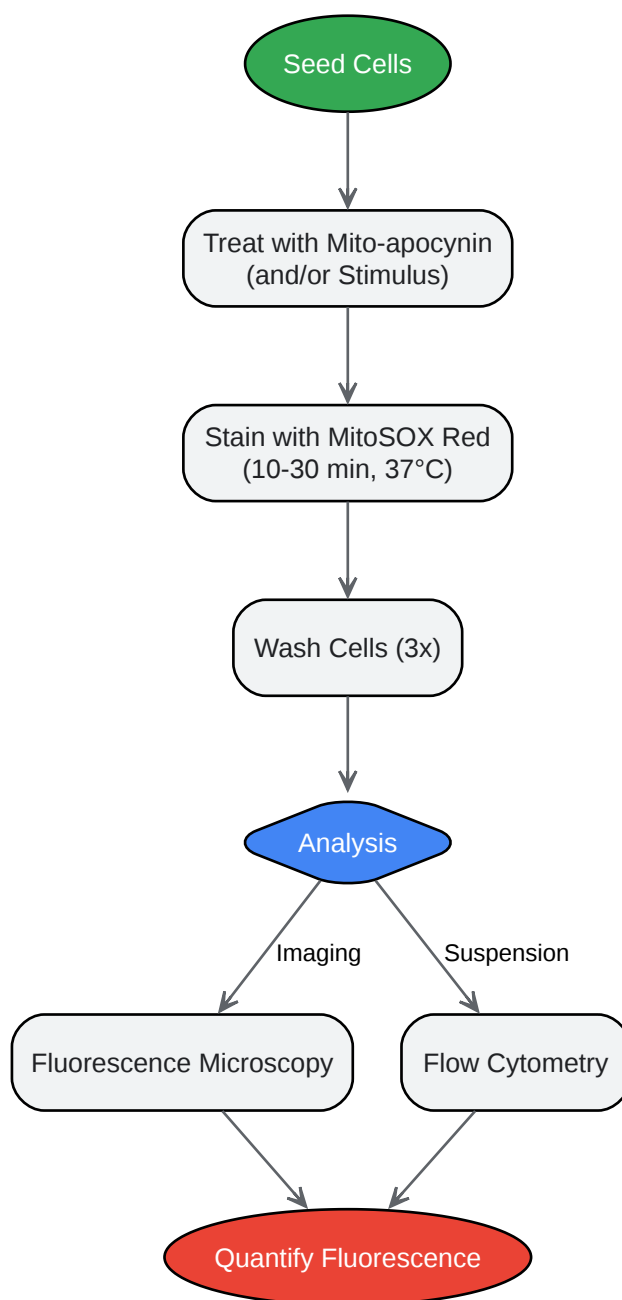 Seed Cells
Treat with Mito-apocynin
(and/or Stimulus)
Stain with MitoSOX Red
(10-30 min, 37°C)
Wash Cells (3x)
Analysis
Imaging
Suspension
Fluorescence Microscopy
Flow Cytometry
Quantify Fluorescence